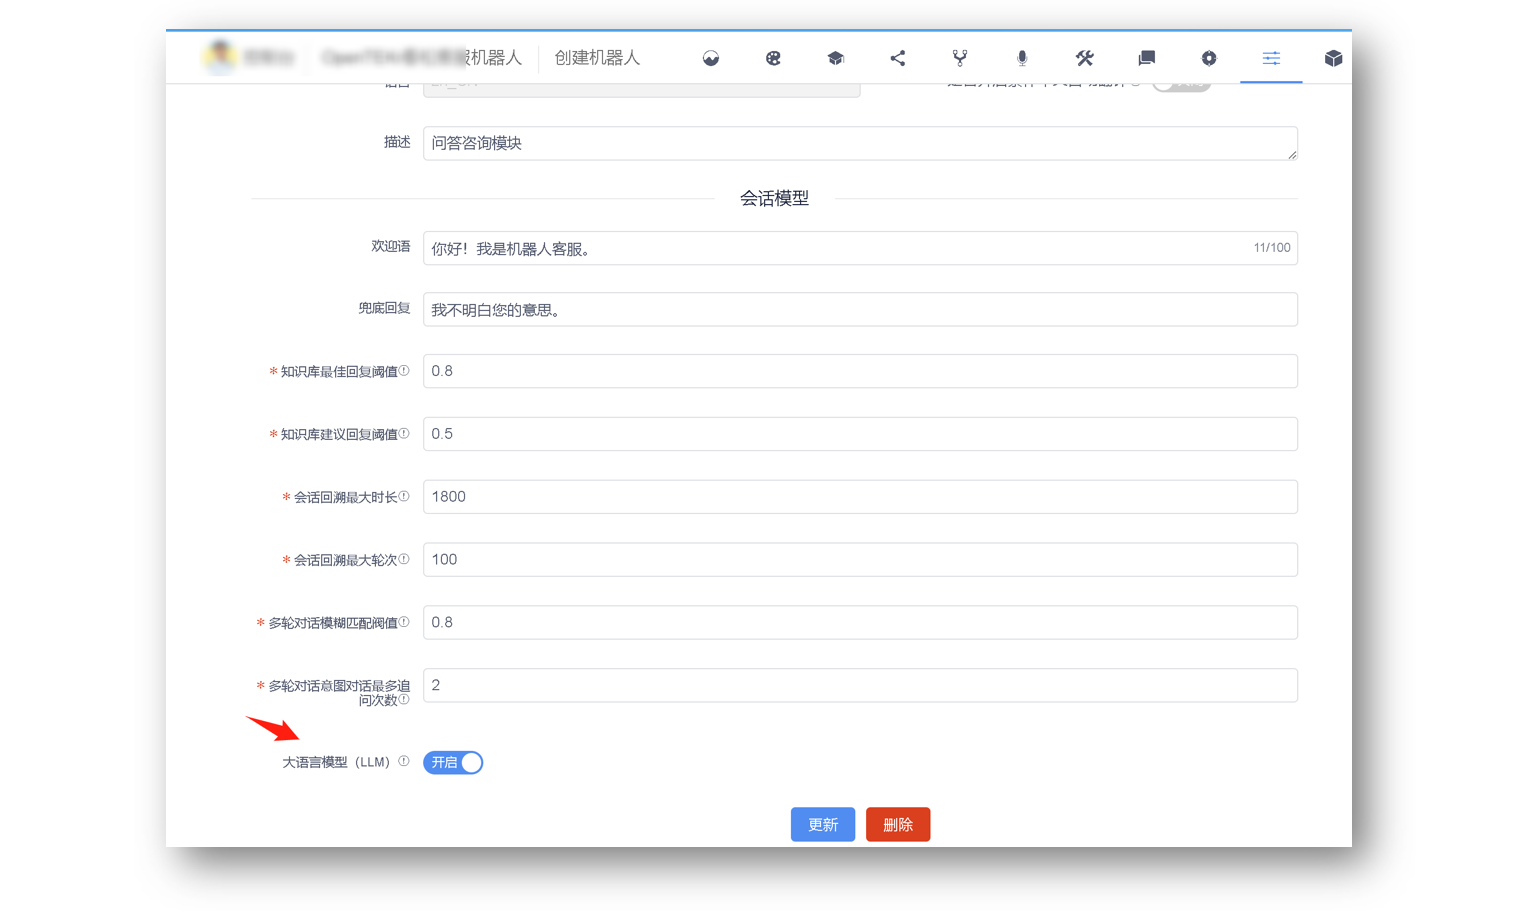 服机器人 创建机器人
描述 问答咨询模块
会话模型
欢迎语 你好！我是机器人客服。 11/100
兜底回复 我不明白您的意思。
* 知识库最佳回复阈值 0.8
* 知识库建议回复阈值 0.5
* 会话回溯最大时长 1800
* 会话回溯最大轮次 100
* 多轮对话模糊匹配阀值 0.8
* 多轮对话意图对话最多追 2
问次数
大语言模型（LLM） 开启
更新 删除